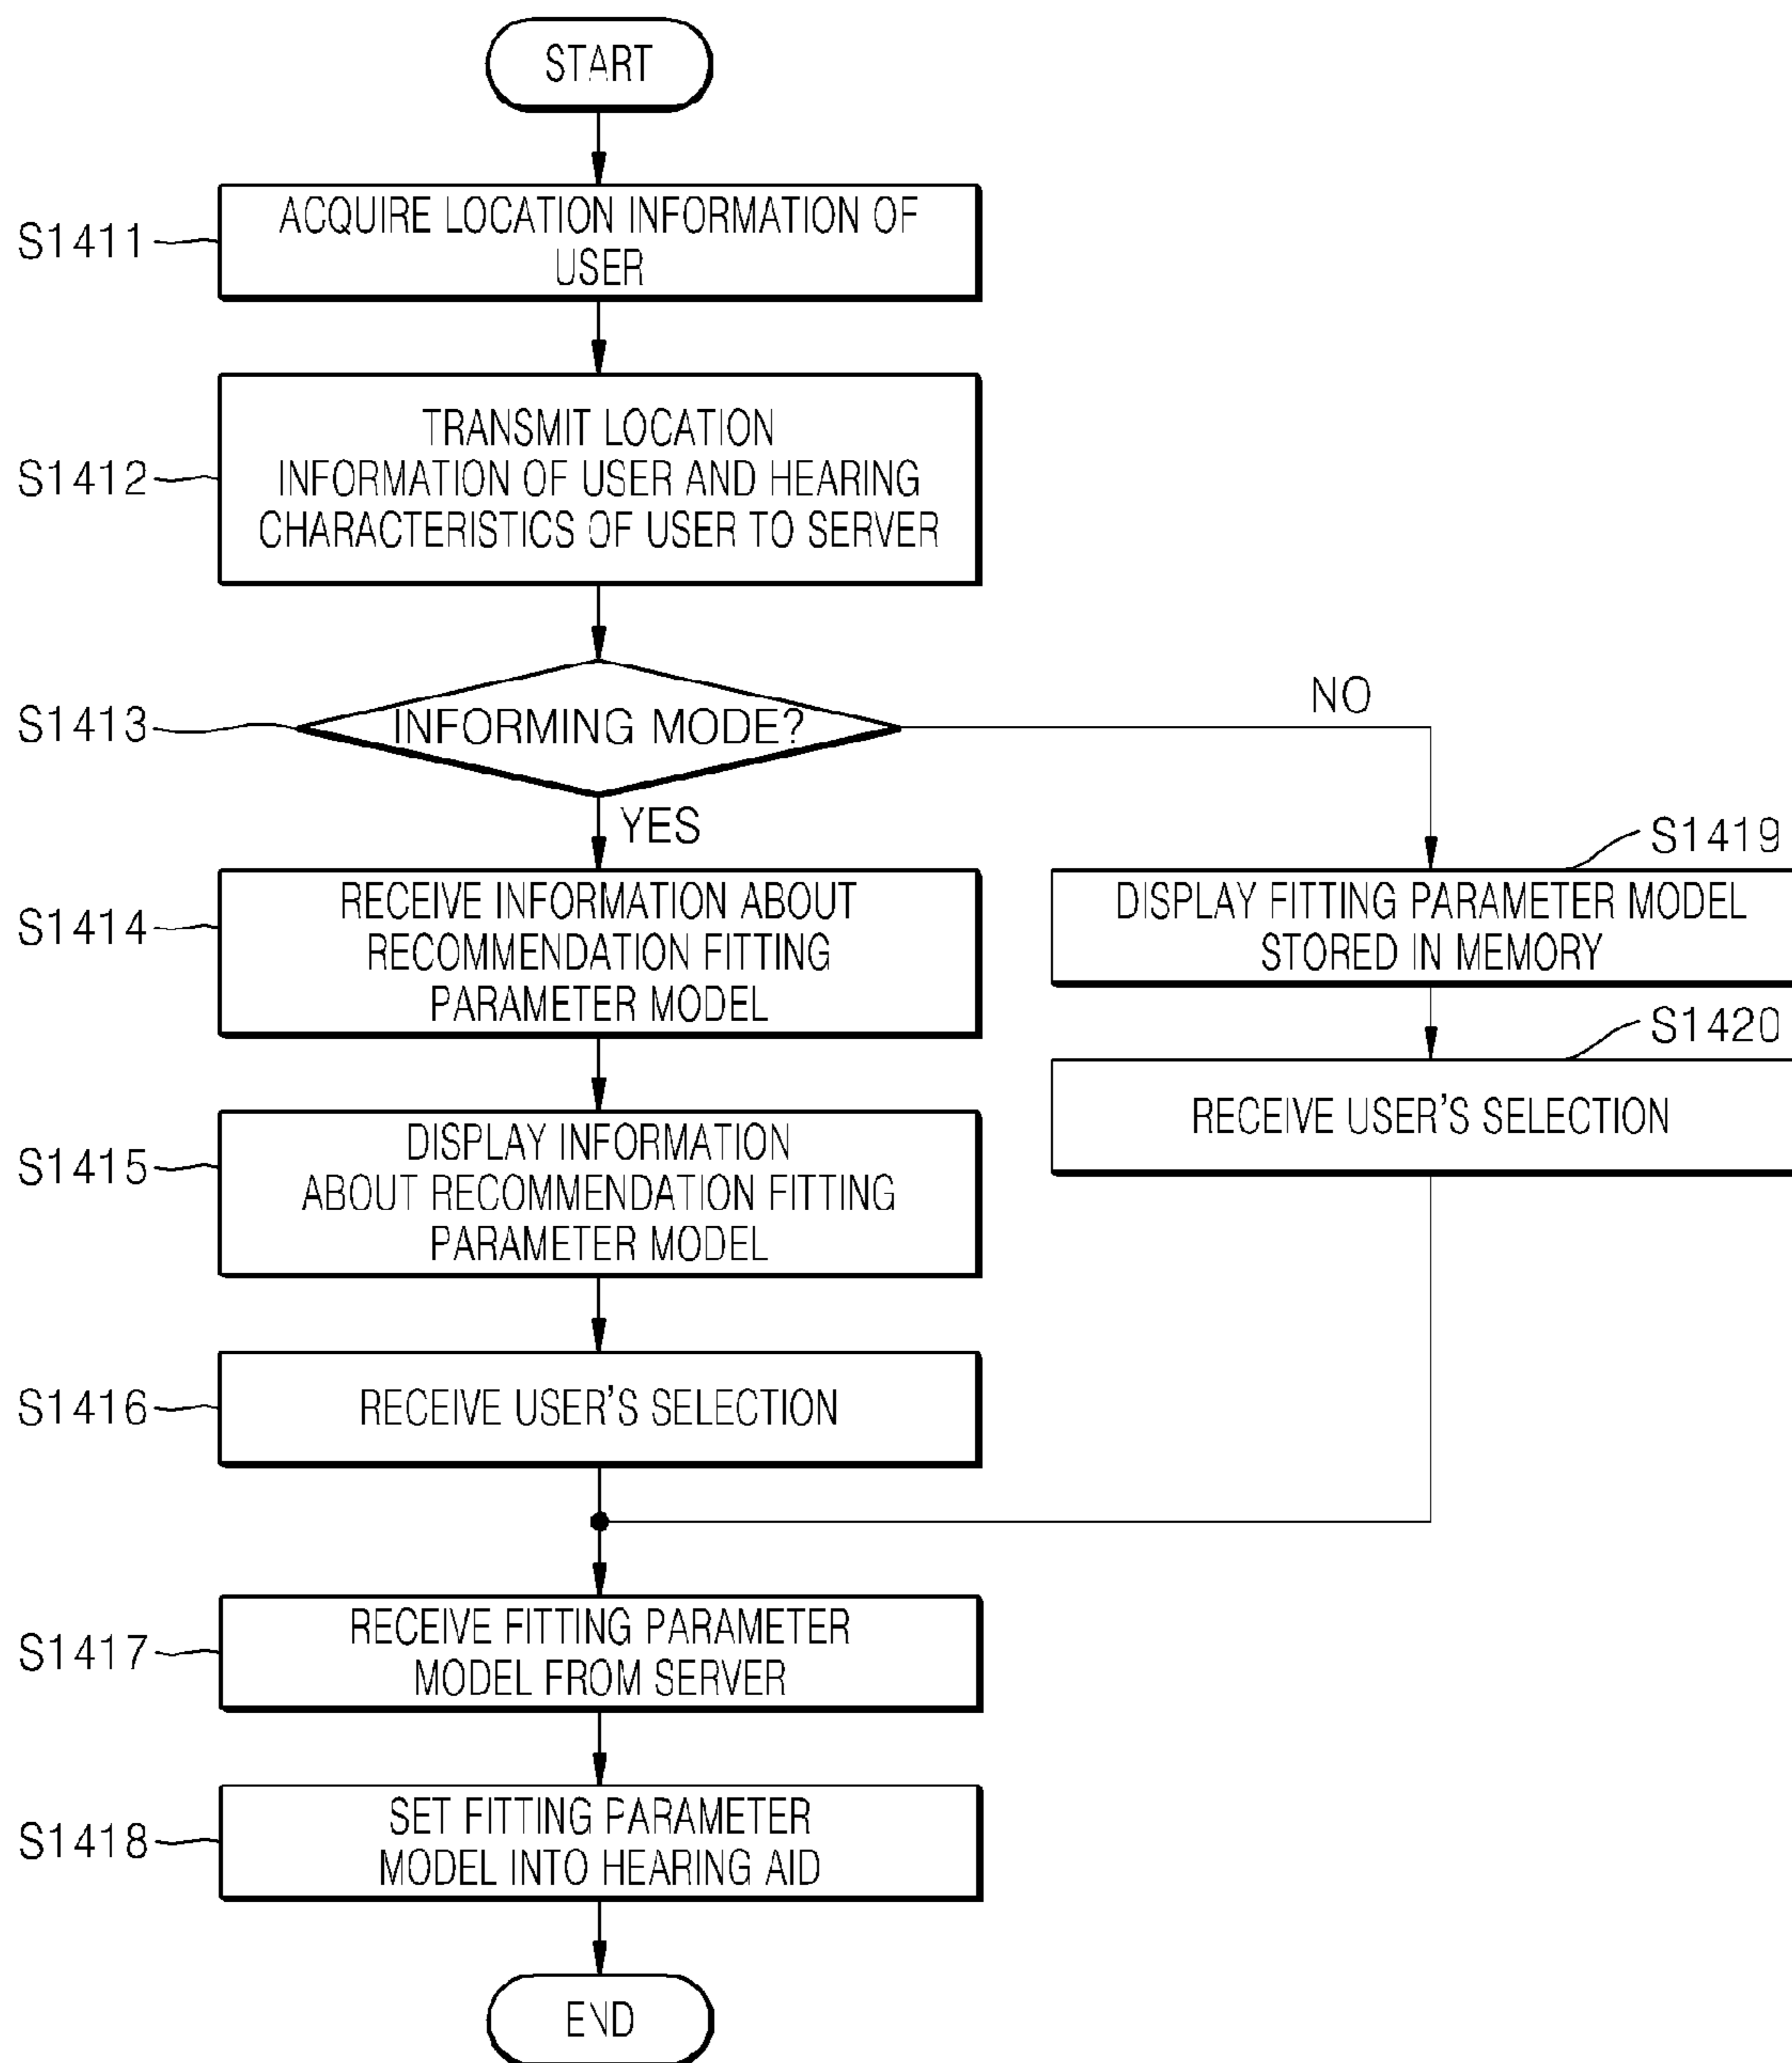 START
S1411
ACQUIRE LOCATION INFORMATION OF
USER
S1412
TRANSMIT LOCATION
INFORMATION OF USER AND HEARING
CHARACTERISTICS OF USER TO SERVER
S1413
INFORMING MODE?
NO
YES
S1414
RECEIVE INFORMATION ABOUT
RECOMMENDATION FITTING
PARAMETER MODEL
S1419
DISPLAY FITTING PARAMETER MODEL
STORED IN MEMORY
S1415
DISPLAY INFORMATION
ABOUT RECOMMENDATION FITTING
PARAMETER MODEL
S1420
RECEIVE USER'S SELECTION
S1416
RECEIVE USER'S SELECTION
S1417
RECEIVE FITTING PARAMETER
MODEL FROM SERVER
S1418
SET FITTING PARAMETER
MODEL INTO HEARING AID
END